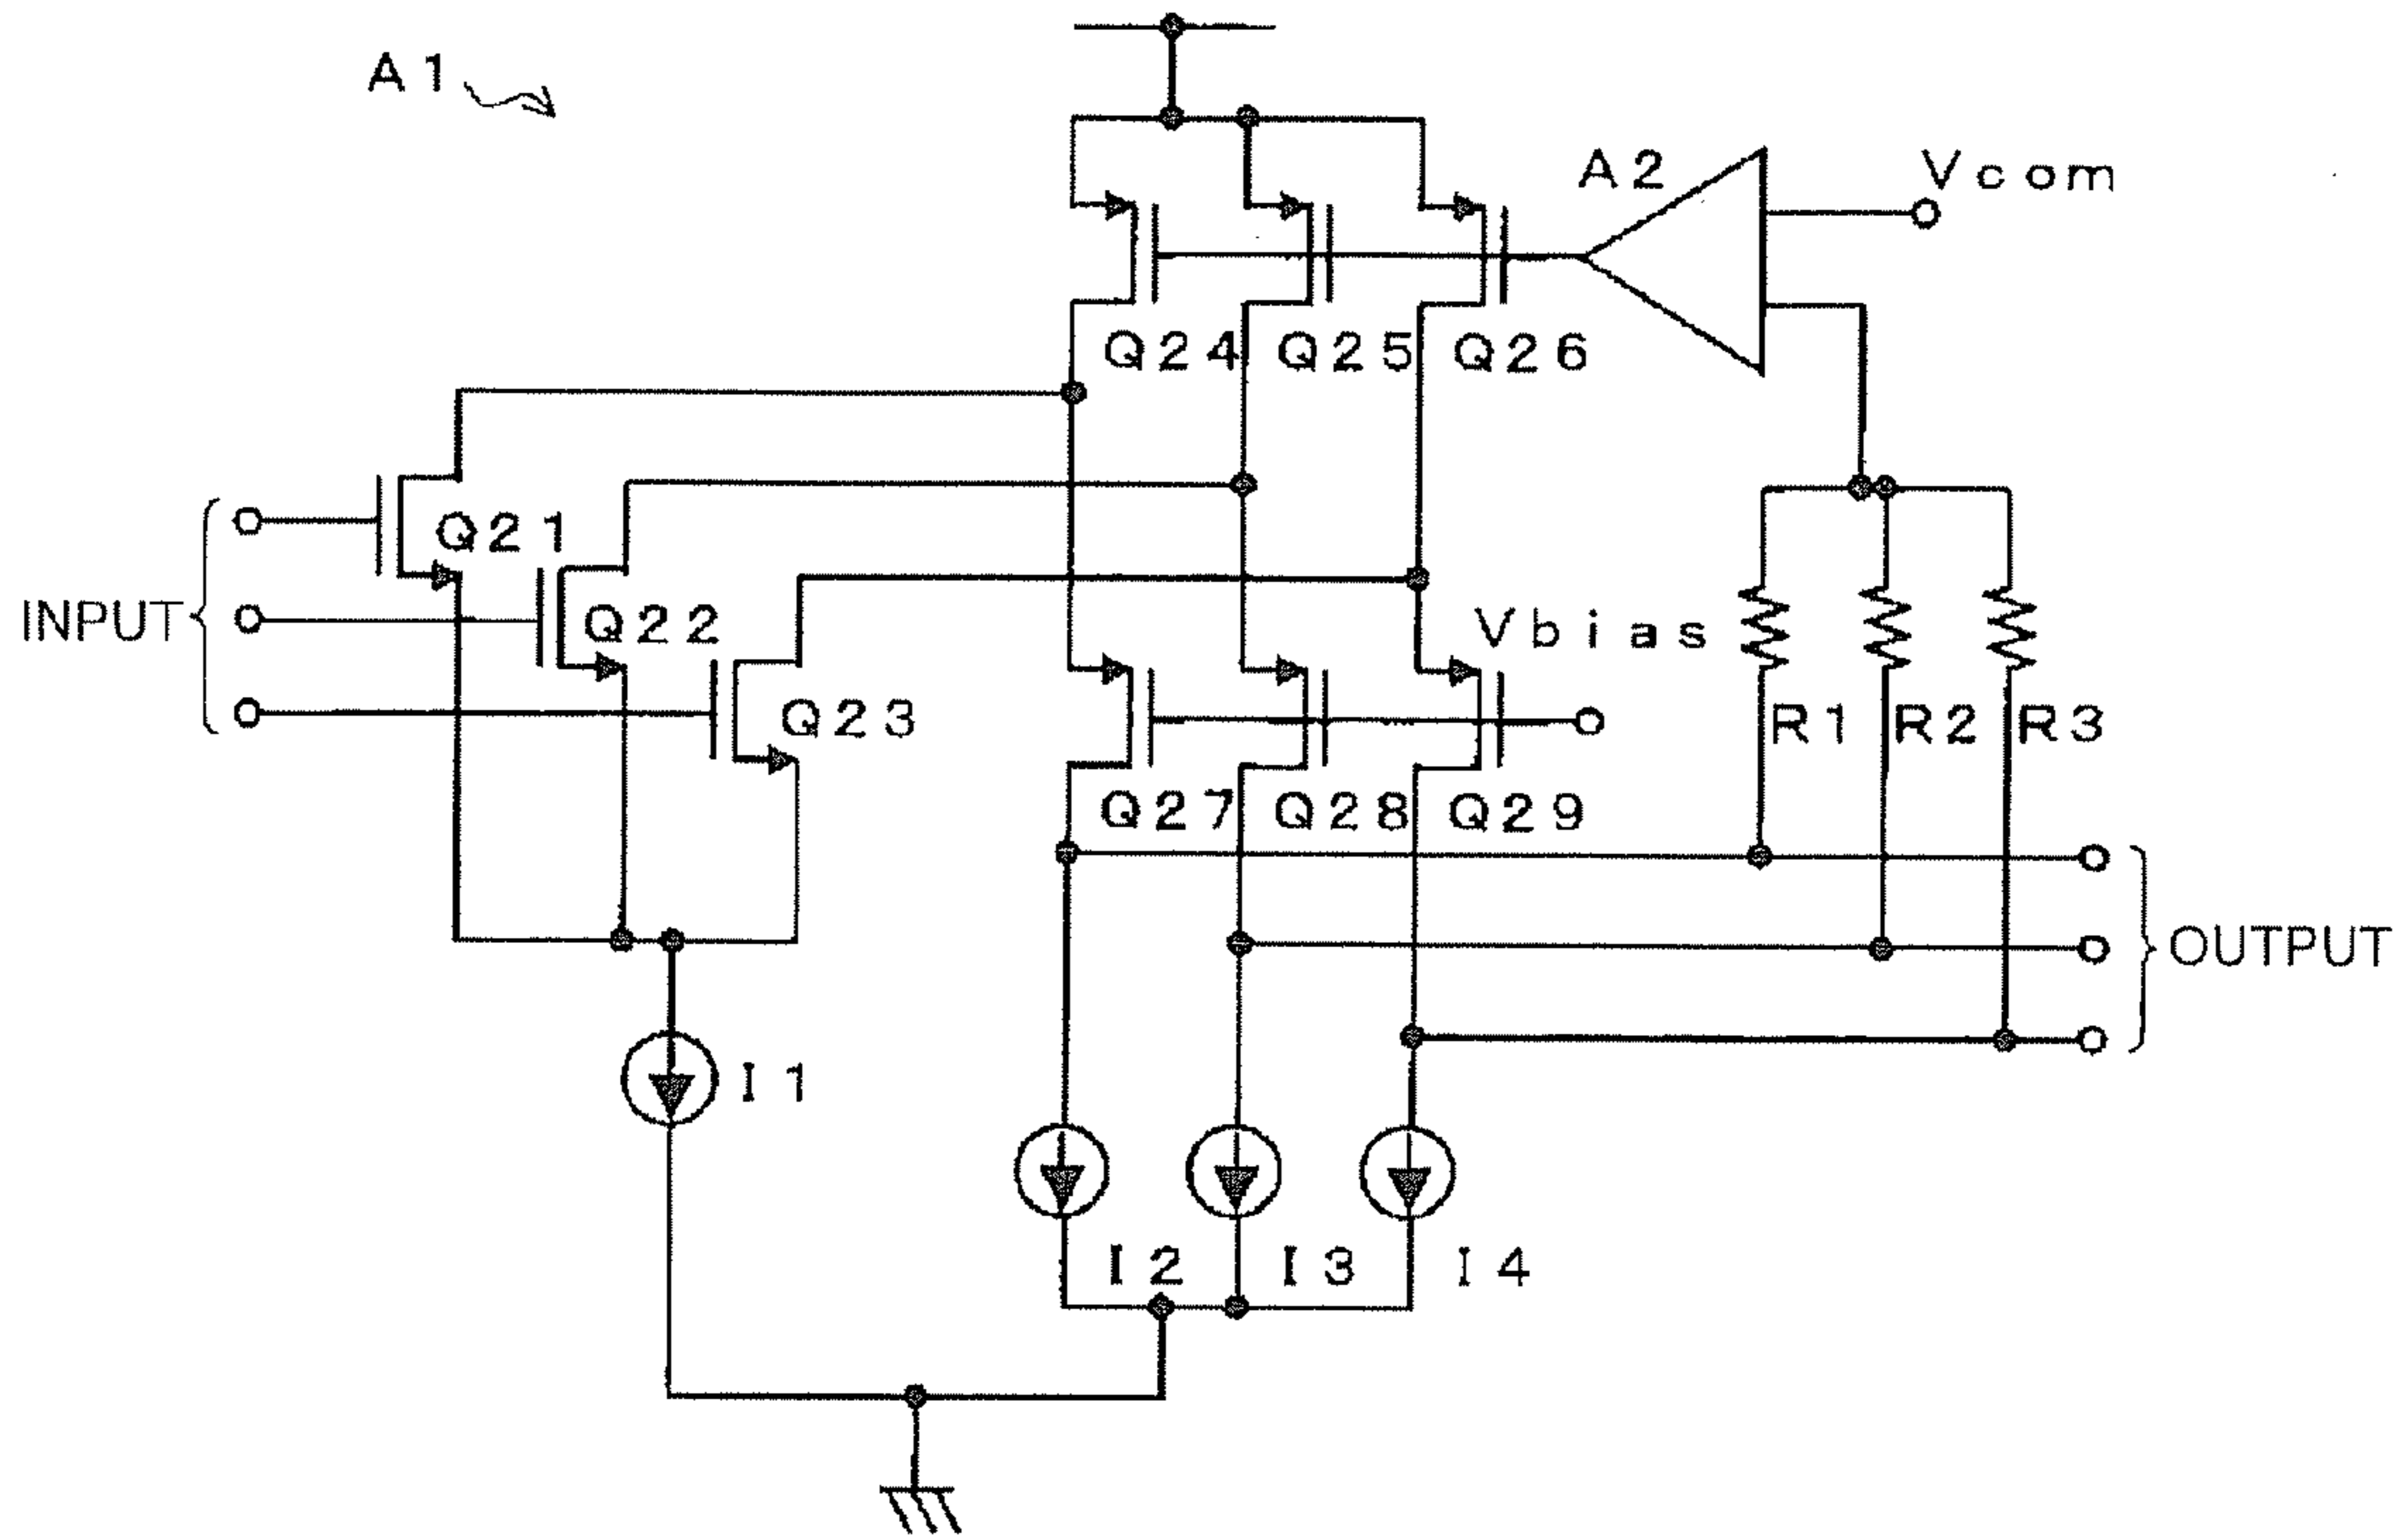 A1
A2
Vcom
Q24
Q25
Q26
Q21
INPUT
Q22
Vbias
Q23
R1
R2
R3
Q27
Q28
Q29
OUTPUT
I1
I2
I3
I4